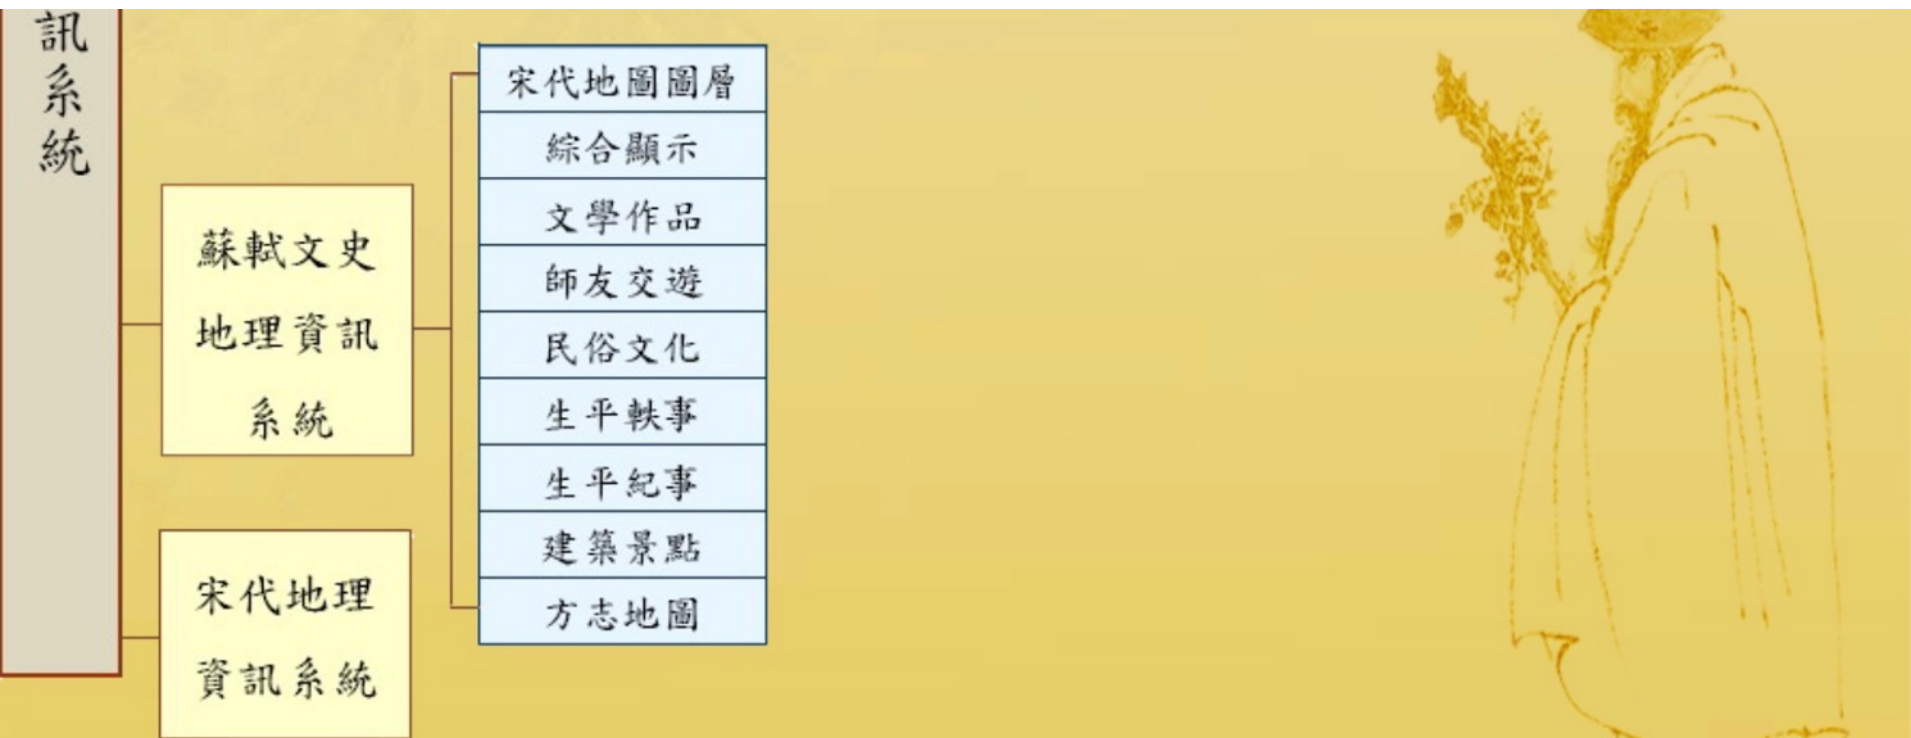 訊系統
蘇軾文史
地理資訊
系統
宋代地理
資訊系統
宋代地圖圖層
綜合顯示
文學作品
師友交遊
民俗文化
生平軼事
生平紀事
建築景點
方志地圖